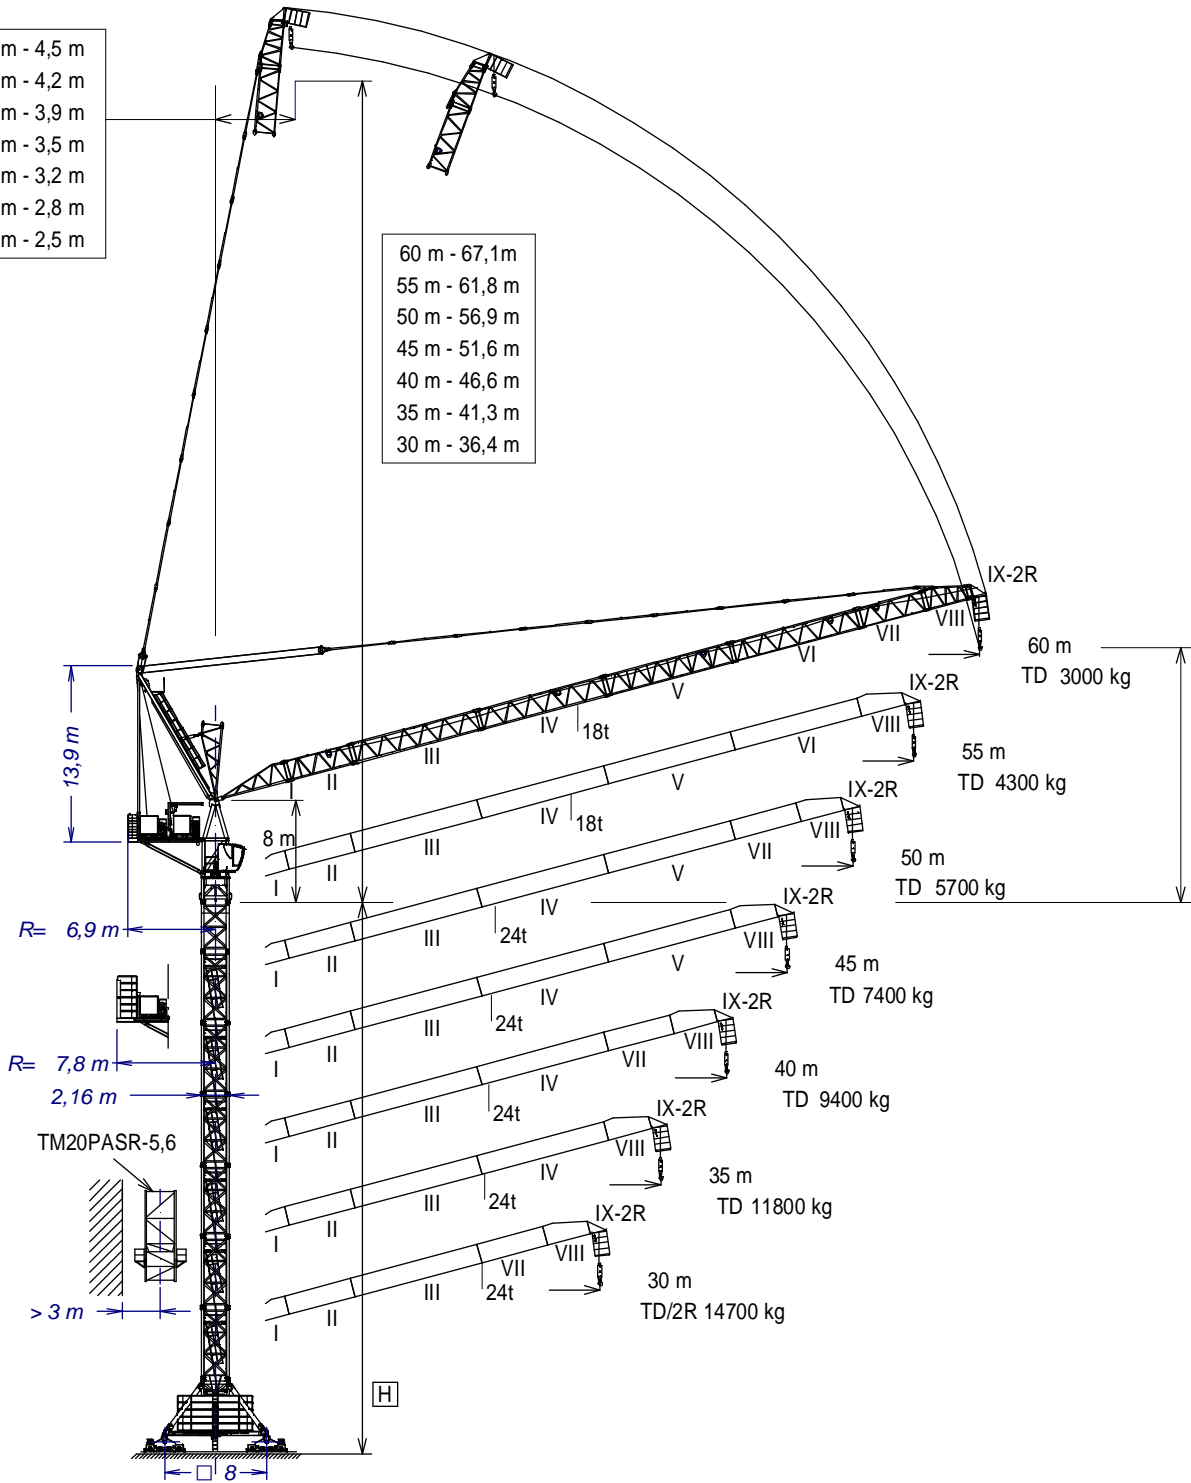 m - 4,5 m
m - 4,2 m
m - 3,9 m
m - 3,5 m
m - 3,2 m
m - 2,8 m
m - 2,5 m
60 m - 67,1m
55 m - 61,8 m
50 m - 56,9 m
45 m - 51,6 m
40 m - 46,6 m
35 m - 41,3 m
30 m - 36,4 m
IX-2R
VIII
VII
VI
V
IV
18t
III
II
60 m
TD 3000 kg
13,9 m
8 m
IX-2R
VIII
VI
V
IV
18t
III
II
I
55 m
TD 4300 kg
IX-2R
VIII
VII
V
IV
24t
III
II
I
50 m
TD 5700 kg
R= 6,9 m
IX-2R
VIII
V
IV
24t
III
II
I
45 m
TD 7400 kg
R= 7,8 m
2,16 m
IX-2R
VIII
VII
IV
24t
III
II
I
40 m
TD 9400 kg
TM20PASR-5,6
IX-2R
VIII
IV
24t
III
II
I
35 m
TD 11800 kg
IX-2R
VIII
VII
24t
III
II
I
30 m
TD/2R 14700 kg
> 3 m
H
□ 8